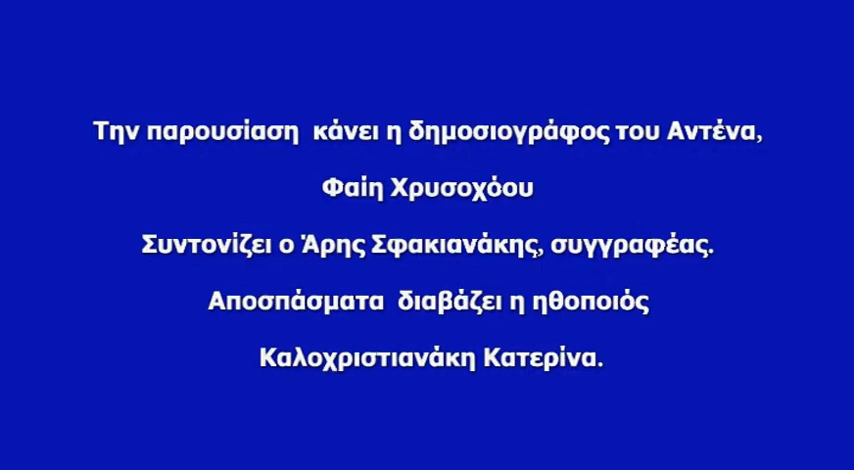 Την παρουσίαση κάνει η δημοσιογράφος του Αντένα,
Φαίη Χρυσοχόου
Συντονίζει ο Άρης Σφακιανάκης, συγγραφέας.
Αποσπάσματα διαβάζει η ηθοποιός
Καλοχριστιανάκη Κατερίνα.